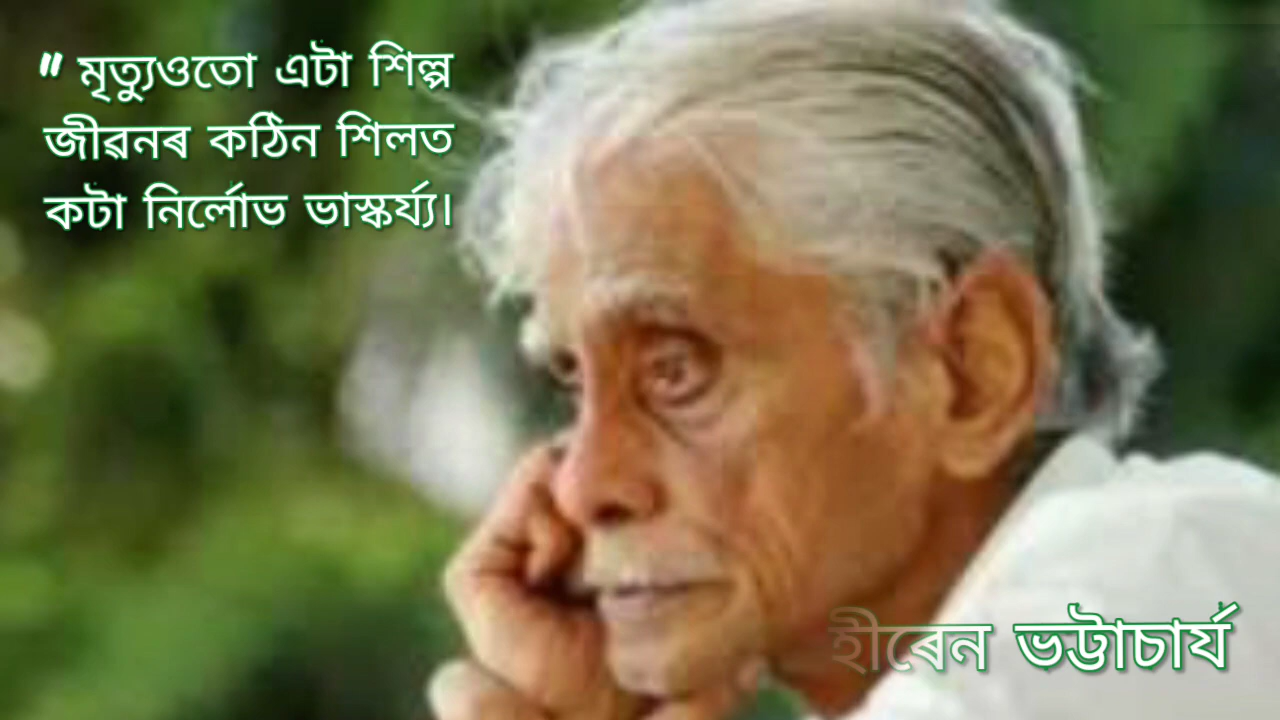 " মৃত্যুওতো এটা শিল্প
জীৱনৰ কঠিন শিলত
কটা নিৰ্লোভ ভাস্কৰ্য্য।
হীৰেন ভট্টাচাৰ্য